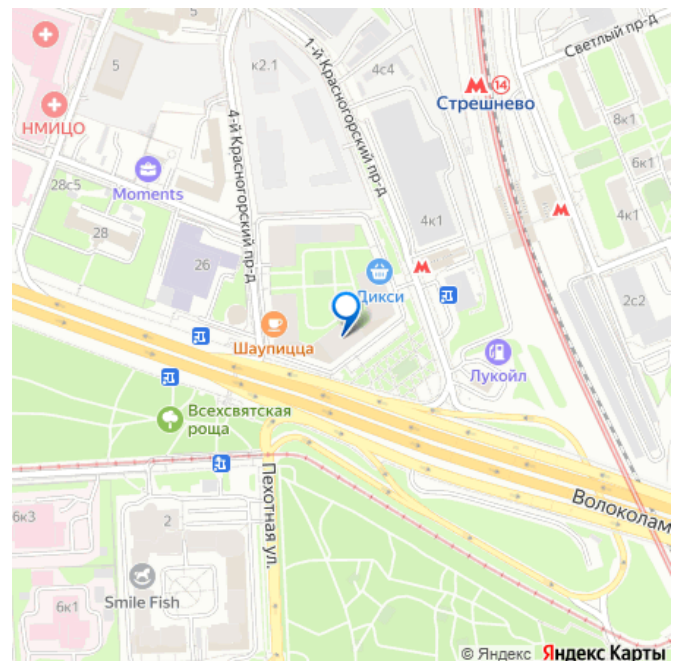 5
5
к2.1
4с4
1-й Красногорский пр-д
Светлый пр-д
14
Стрешнево
НМИЦО
4-й Красногорский пр-д
8к1
6к1
Moments
28с5
28
26
4к1
4к1
Дикси
2с2
Шаупицца
Лукойл
Всехсвятская
роща
Пехотная ул.
Волоколам
6к3
2
Smile Fish
6к1
© Яндекс Яндекс Карты